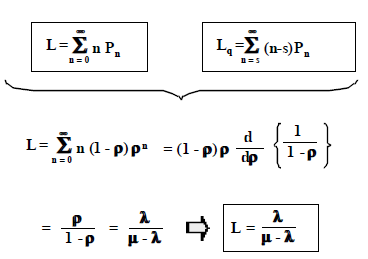 L = ∞ Σ n = 0 n Pn
Lq = ∞ Σ n = s (n-s) Pn
L = ∞ Σ n = 0 n (1 - ρ) ρⁿ = (1 - ρ) ρ d/dρ { 1 / 1 - ρ }
= ρ / 1 - ρ = λ / μ - λ ⇨ L = λ / μ - λ